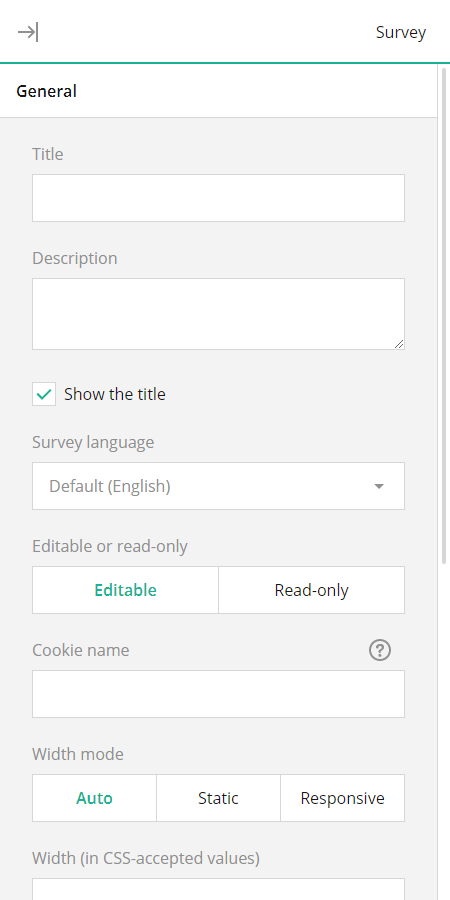 Survey
General
Title
Description
Show the title
Survey language
Default (English)
Editable or read-only
Editable Read-only
Cookie name ?
Width mode
Auto Static Responsive
Width (in CSS-accepted values)